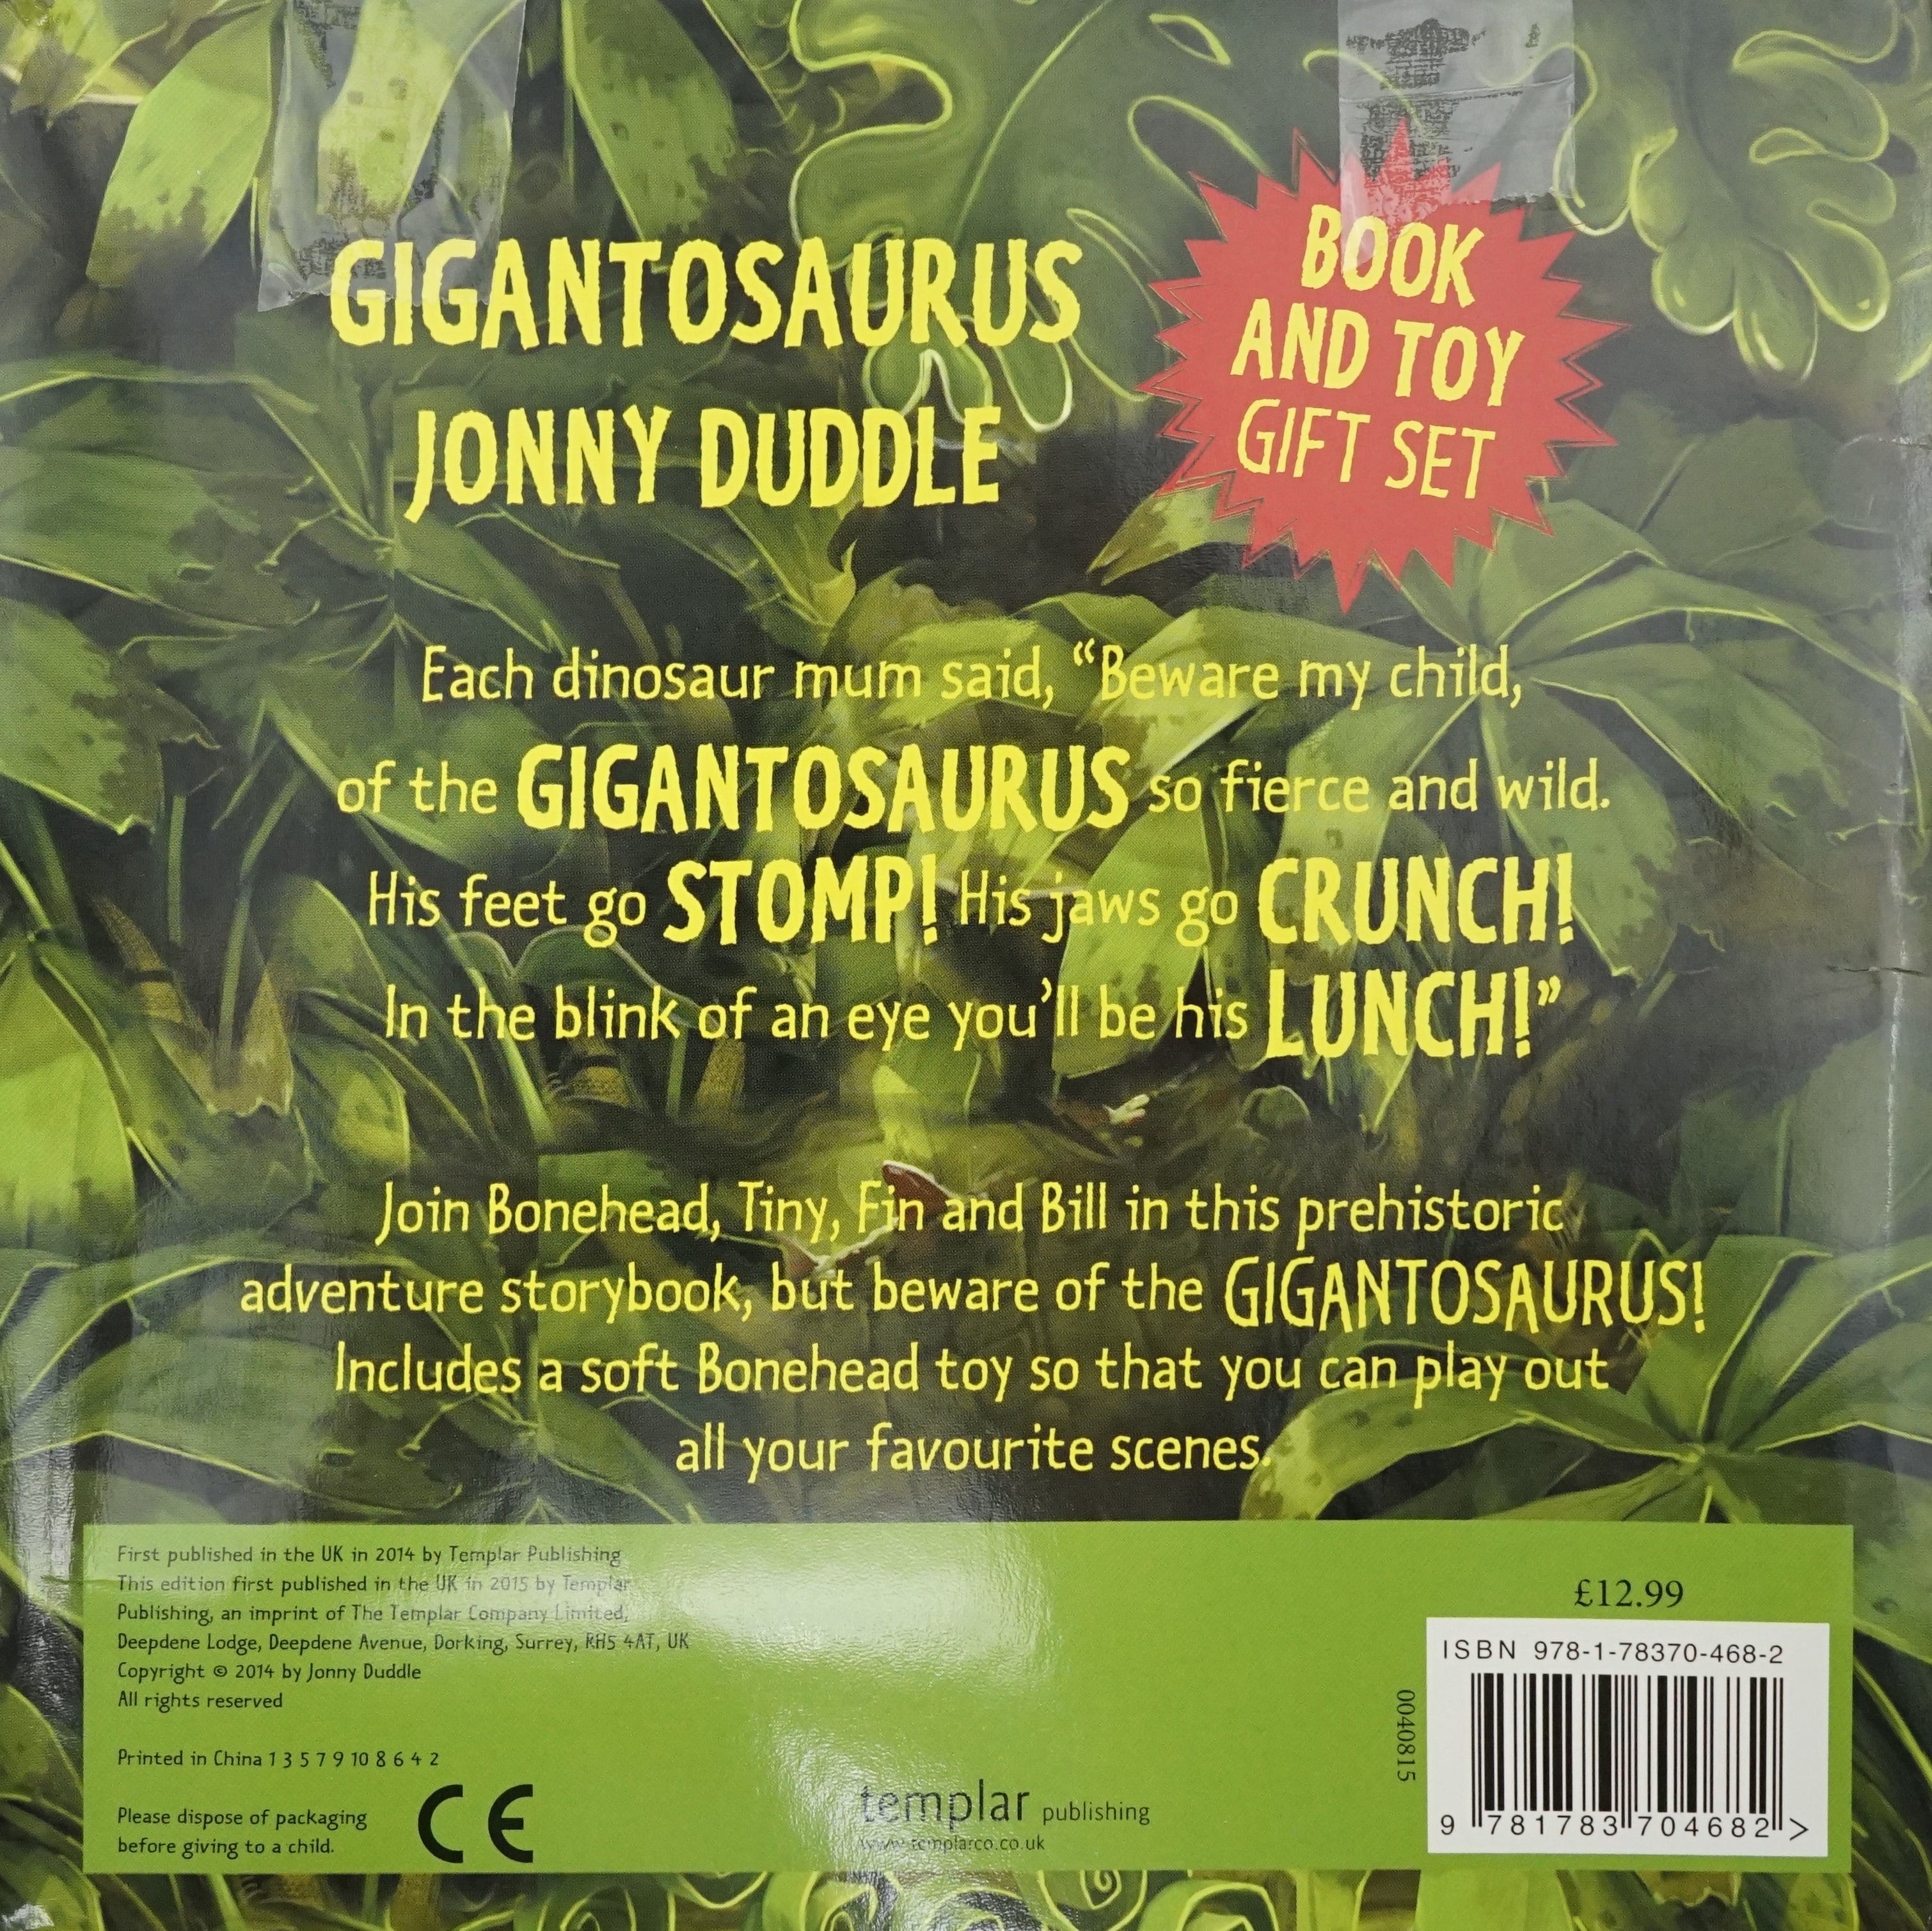 GIGANTOSAURUS
JONNY DUDDLE
BOOK
AND TOY
GIFT SET
Each dinosaur mum said, “Beware my child,
of the GIGANTOSAURUS so fierce and wild.
His feet go STOMP! His jaws go CRUNCH!
In the blink of an eye you’ll be his LUNCH!”
Join Bonehead, Tiny, Fin and Bill in this prehistoric
adventure storybook, but beware of the GIGANTOSAURUS!
Includes a soft Bonehead toy so that you can play out
all your favourite scenes.
First published in the UK in 2014 by Templar Publishing
This edition first published in the UK in 2015 by Templar
Publishing, an imprint of The Templar Company Limited,
Deepdene Lodge, Deepdene Avenue, Dorking, Surrey, RH5 4AT, UK
Copyright © 2014 by Jonny Duddle
All rights reserved
Printed in China 1 3 5 7 9 10 8 6 4 2
Please dispose of packaging
before giving to a child.
CE
templar publishing
www.templarco.co.uk
0040815
£12.99
ISBN 978-1-78370-468-2
9 781783 704682 >